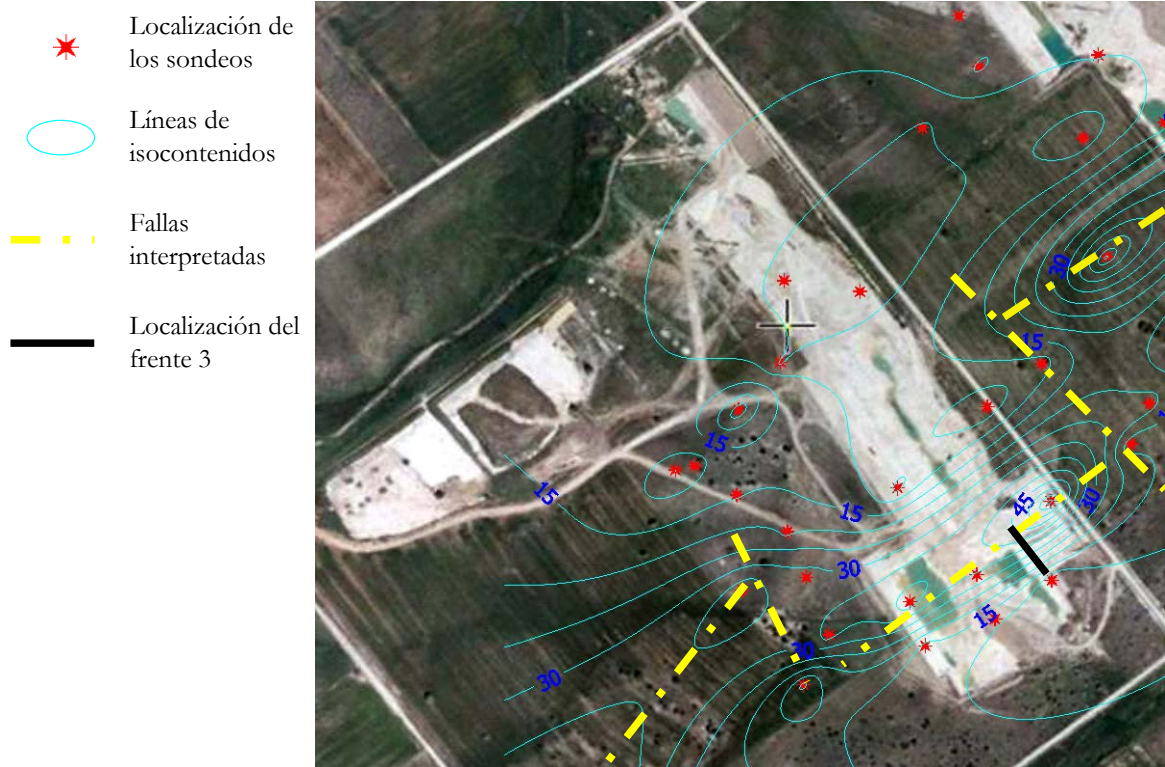 Localización de
los sondeos
Líneas de
isocontenidos
Fallas
interpretadas
Localización del
frente 3
30
15
15
15
15
45
30
30
15
30
30